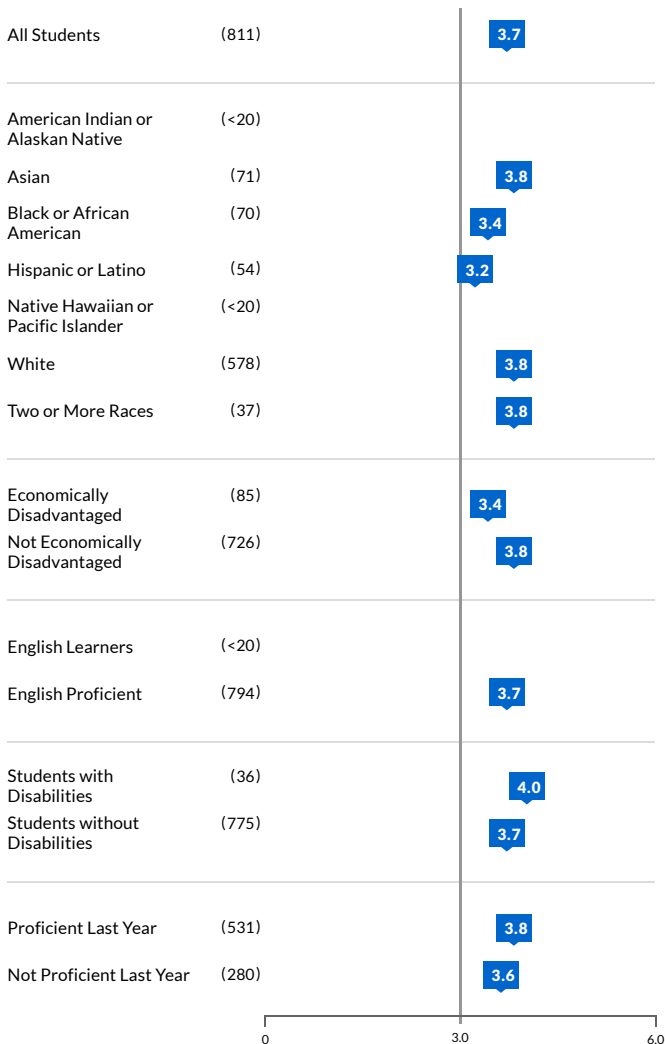 All Students (811) 3.7
American Indian or (<20)
Alaskan Native
Asian (71) 3.8
Black or African (70) 3.4
American
Hispanic or Latino (54) 3.2
Native Hawaiian or (<20)
Pacific Islander
White (578) 3.8
Two or More Races (37) 3.8
Economically (85) 3.4
Disadvantaged
Not Economically (726) 3.8
Disadvantaged
English Learners (<20)
English Proficient (794) 3.7
Students with (36) 4.0
Disabilities
Students without (775) 3.7
Disabilities
Proficient Last Year (531) 3.8
Not Proficient Last Year (280) 3.6
0 3.0 6.0